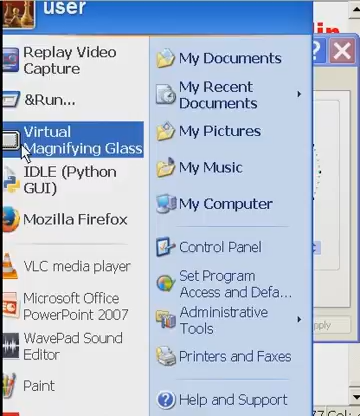 user
Replay Video
Capture
&Run...
Virtual
Magnifying Glass
IDLE (Python
GUI)
Mozilla Firefox
VLC media player
Microsoft Office
PowerPoint 2007
WavePad Sound
Editor
Paint
My Documents
My Recent
Documents
My Pictures
My Music
My Computer
Control Panel
Set Program
Access and Defa...
Administrative
Tools
Printers and Faxes
Help and Support